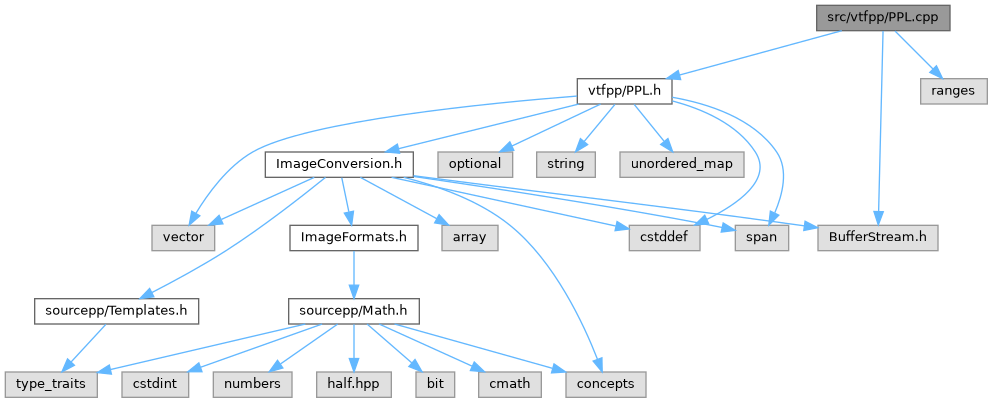 src/vtfpp/PPL.cpp
vtfpp/PPL.h
ranges
ImageConversion.h
optional
string
unordered_map
vector
ImageFormats.h
array
cstddef
span
BufferStream.h
sourcepp/Templates.h
sourcepp/Math.h
type_traits
cstdint
numbers
half.hpp
bit
cmath
concepts